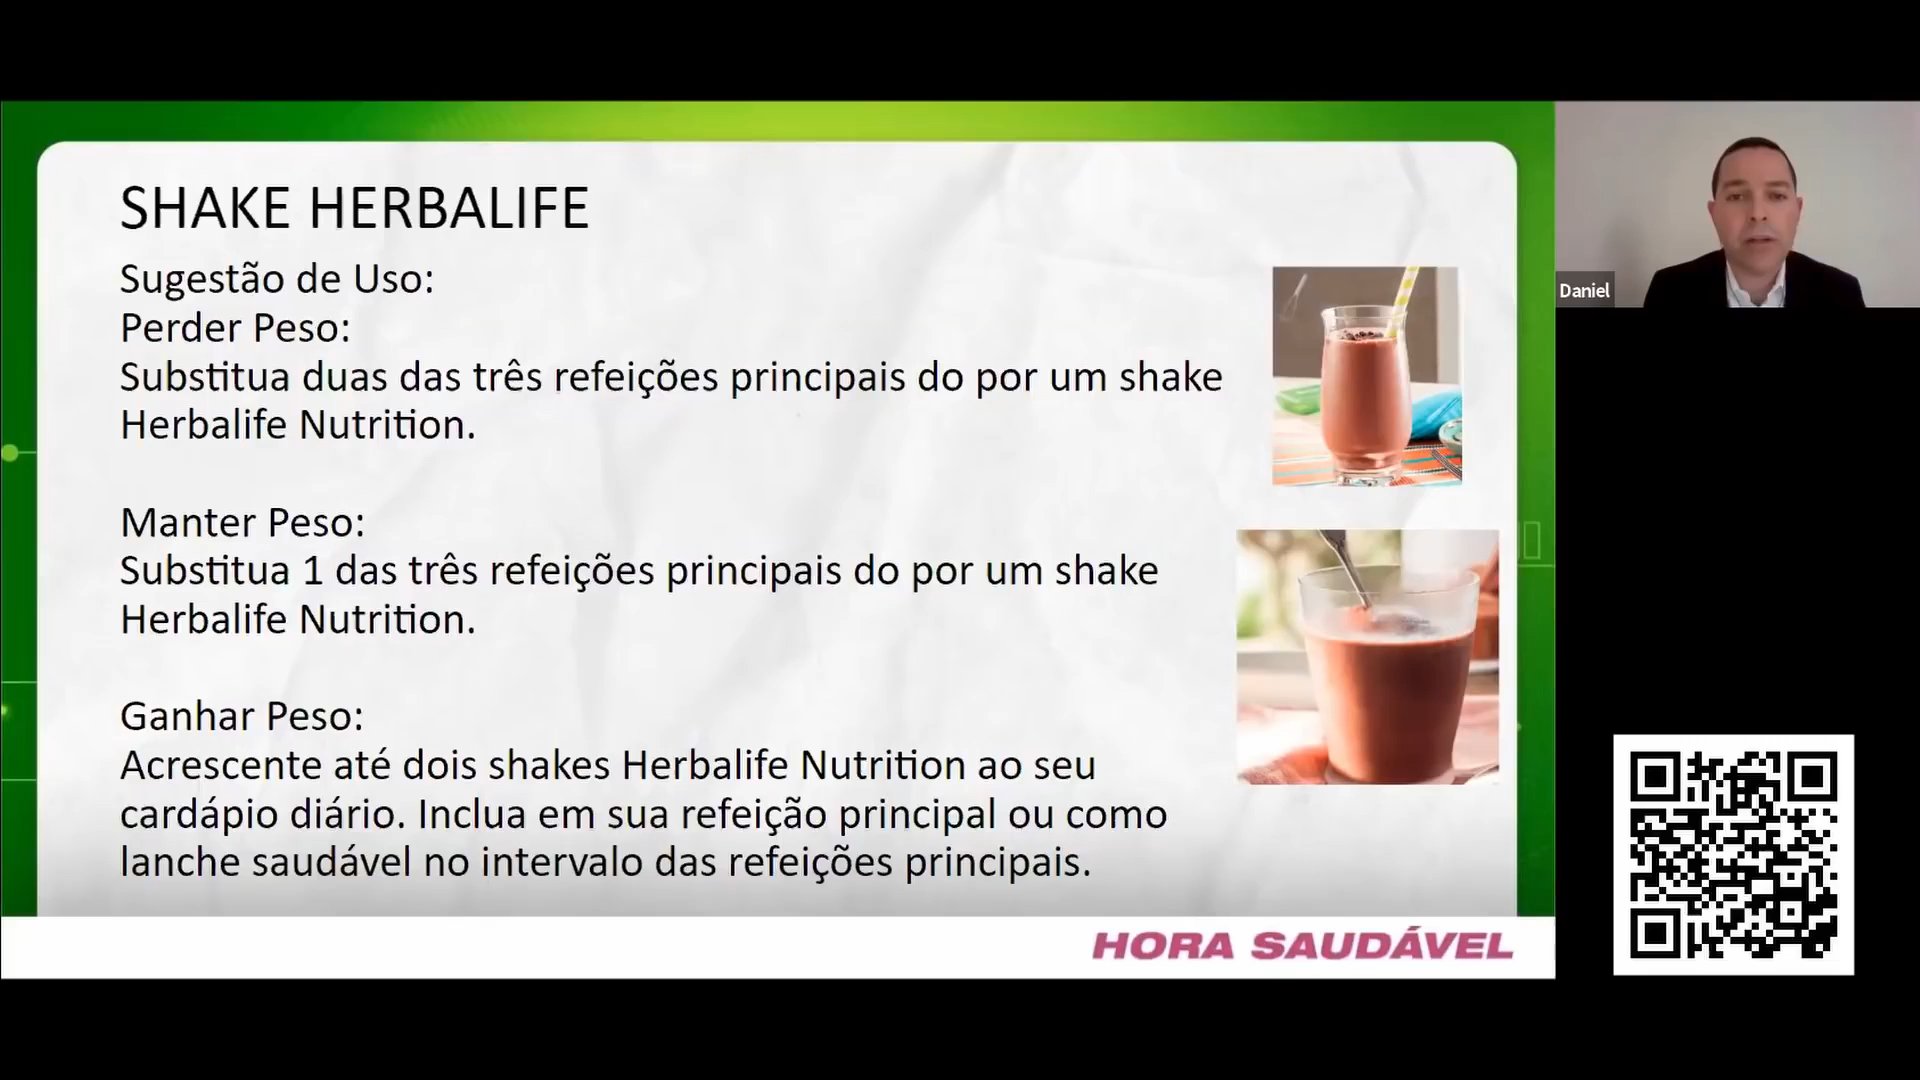 SHAKE HERBALIFE
Sugestão de Uso:
Perder Peso:
Substitua duas das três refeições principais do por um shake
Herbalife Nutrition.
Manter Peso:
Substitua 1 das três refeições principais do por um shake
Herbalife Nutrition.
Ganhar Peso:
Acrescente até dois shakes Herbalife Nutrition ao seu
cardápio diário. Inclua em sua refeição principal ou como
lanche saudável no intervalo das refeições principais.
HORA SAUDÁVEL
Daniel